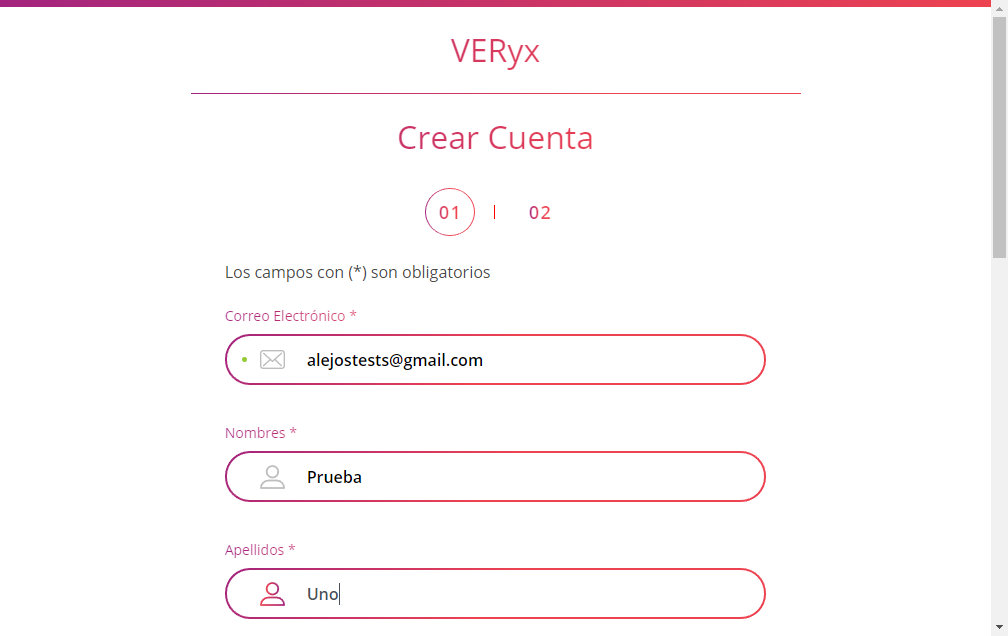 VERyx
Crear Cuenta
01 | 02
Los campos con (*) son obligatorios
Correo Electrónico *
alejostests@gmail.com
Nombres *
Prueba
Apellidos *
Uno